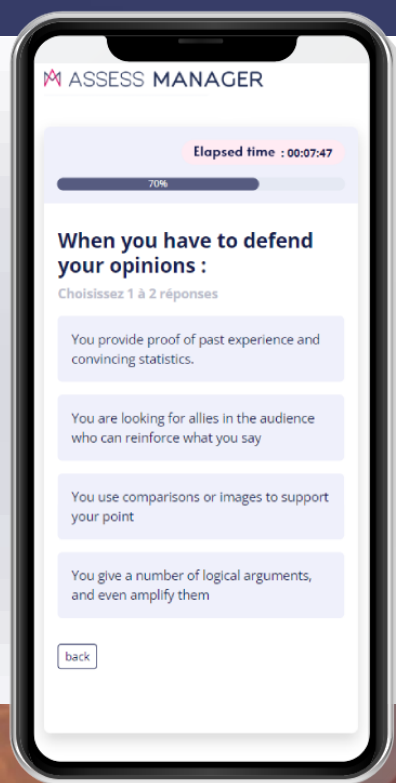 ASSESS MANAGER
Elapsed time : 00:07:47
70%
When you have to defend
your opinions :
Choisissez 1 à 2 réponses
You provide proof of past experience and
convincing statistics.
You are looking for allies in the audience
who can reinforce what you say
You use comparisons or images to support
your point
You give a number of logical arguments,
and even amplify them
back